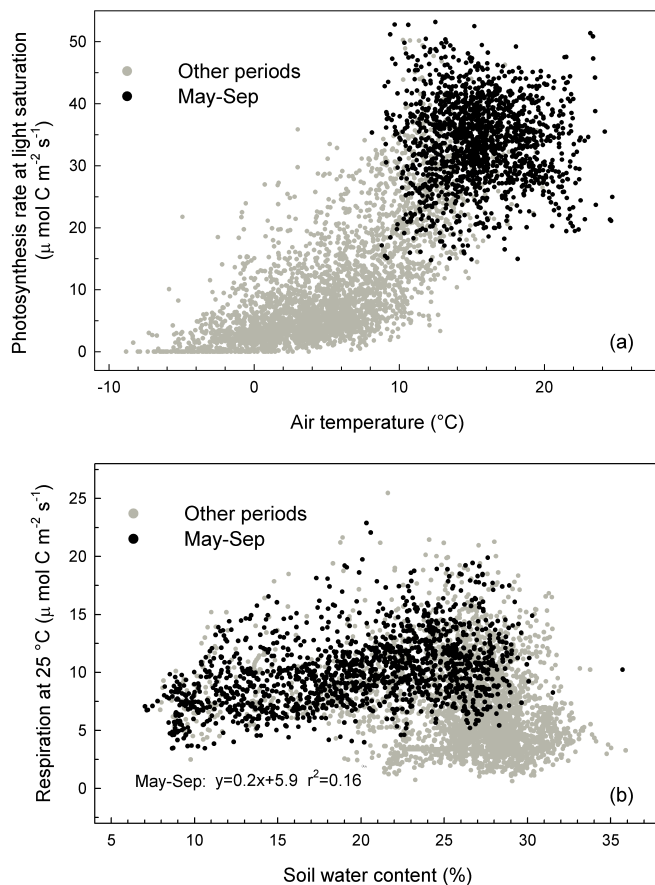 Photosynthesis rate at light saturation
(μ mol C m⁻² s⁻¹)
50
40
30
20
10
0
Other periods
May-Sep
(a)
-10
0
10
20
Air temperature (°C)
Respiration at 25 °C (μ mol C m⁻² s⁻¹)
25
20
15
10
5
0
Other periods
May-Sep
May-Sep: y=0.2x+5.9 r²=0.16
(b)
5
10
15
20
25
30
35
Soil water content (%)